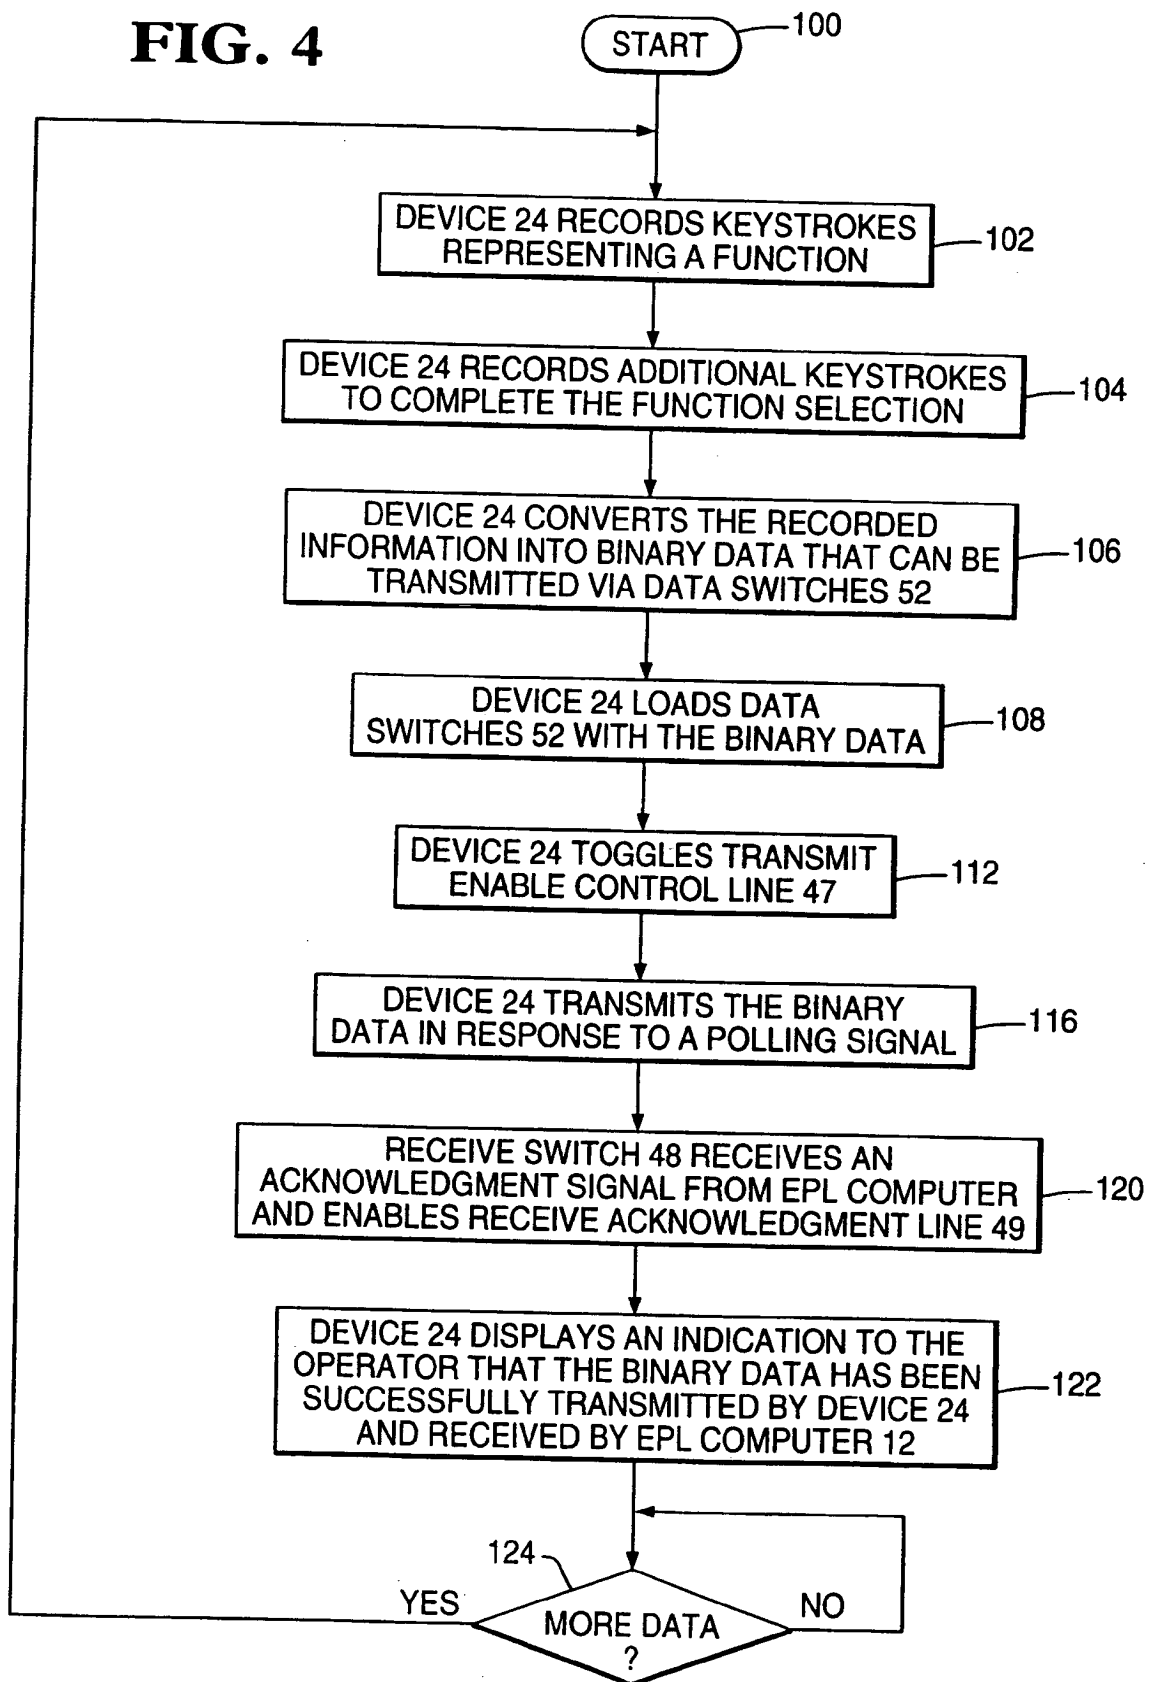 FIG. 4
START
100
DEVICE 24 RECORDS KEYSTROKES
REPRESENTING A FUNCTION
102
DEVICE 24 RECORDS ADDITIONAL KEYSTROKES
TO COMPLETE THE FUNCTION SELECTION
104
DEVICE 24 CONVERTS THE RECORDED
INFORMATION INTO BINARY DATA THAT CAN BE
TRANSMITTED VIA DATA SWITCHES 52
106
DEVICE 24 LOADS DATA
SWITCHES 52 WITH THE BINARY DATA
108
DEVICE 24 TOGGLES TRANSMIT
ENABLE CONTROL LINE 47
112
DEVICE 24 TRANSMITS THE BINARY
DATA IN RESPONSE TO A POLLING SIGNAL
116
RECEIVE SWITCH 48 RECEIVES AN
ACKNOWLEDGMENT SIGNAL FROM EPL COMPUTER
AND ENABLES RECEIVE ACKNOWLEDGMENT LINE 49
120
DEVICE 24 DISPLAYS AN INDICATION TO THE
OPERATOR THAT THE BINARY DATA HAS BEEN
SUCCESSFULLY TRANSMITTED BY DEVICE 24
AND RECEIVED BY EPL COMPUTER 12
122
124
YES
MORE DATA
?
NO